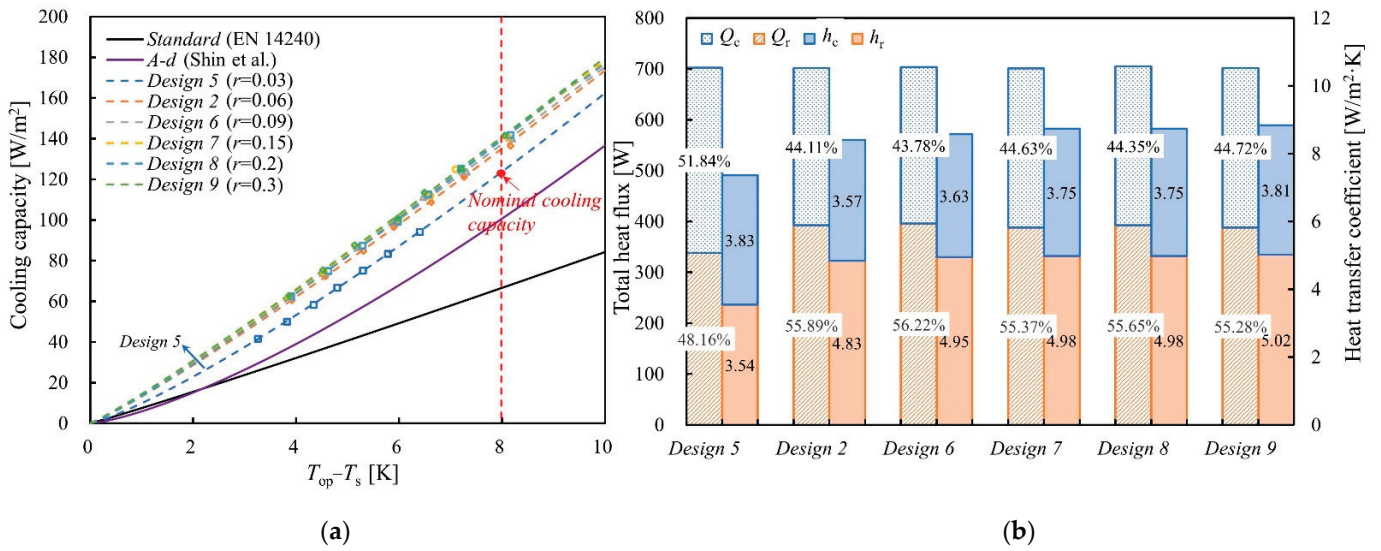 200
180
160
140
120
100
80
60
40
20
0
Cooling capacity [W/m²]
Standard (EN 14240)
A-d (Shin et al.)
Design 5 (r=0.03)
Design 2 (r=0.06)
Design 6 (r=0.09)
Design 7 (r=0.15)
Design 8 (r=0.2)
Design 9 (r=0.3)
Nominal cooling
capacity
Design 5
0 2 4 6 8 10
Top−Ts [K]
(a)
800
700
600
500
400
300
200
100
0
Total heat flux [W]
Qc Qr hc hr
51.84% 44.11% 43.78% 44.63% 44.35% 44.72%
3.83 3.57 3.63 3.75 3.75 3.81
48.16% 55.89% 56.22% 55.37% 55.65% 55.28%
3.54 4.83 4.95 4.98 4.98 5.02
Design 5 Design 2 Design 6 Design 7 Design 8 Design 9
12
10
8
6
4
2
0
Heat transfer coefficient [W/m²·K]
(b)